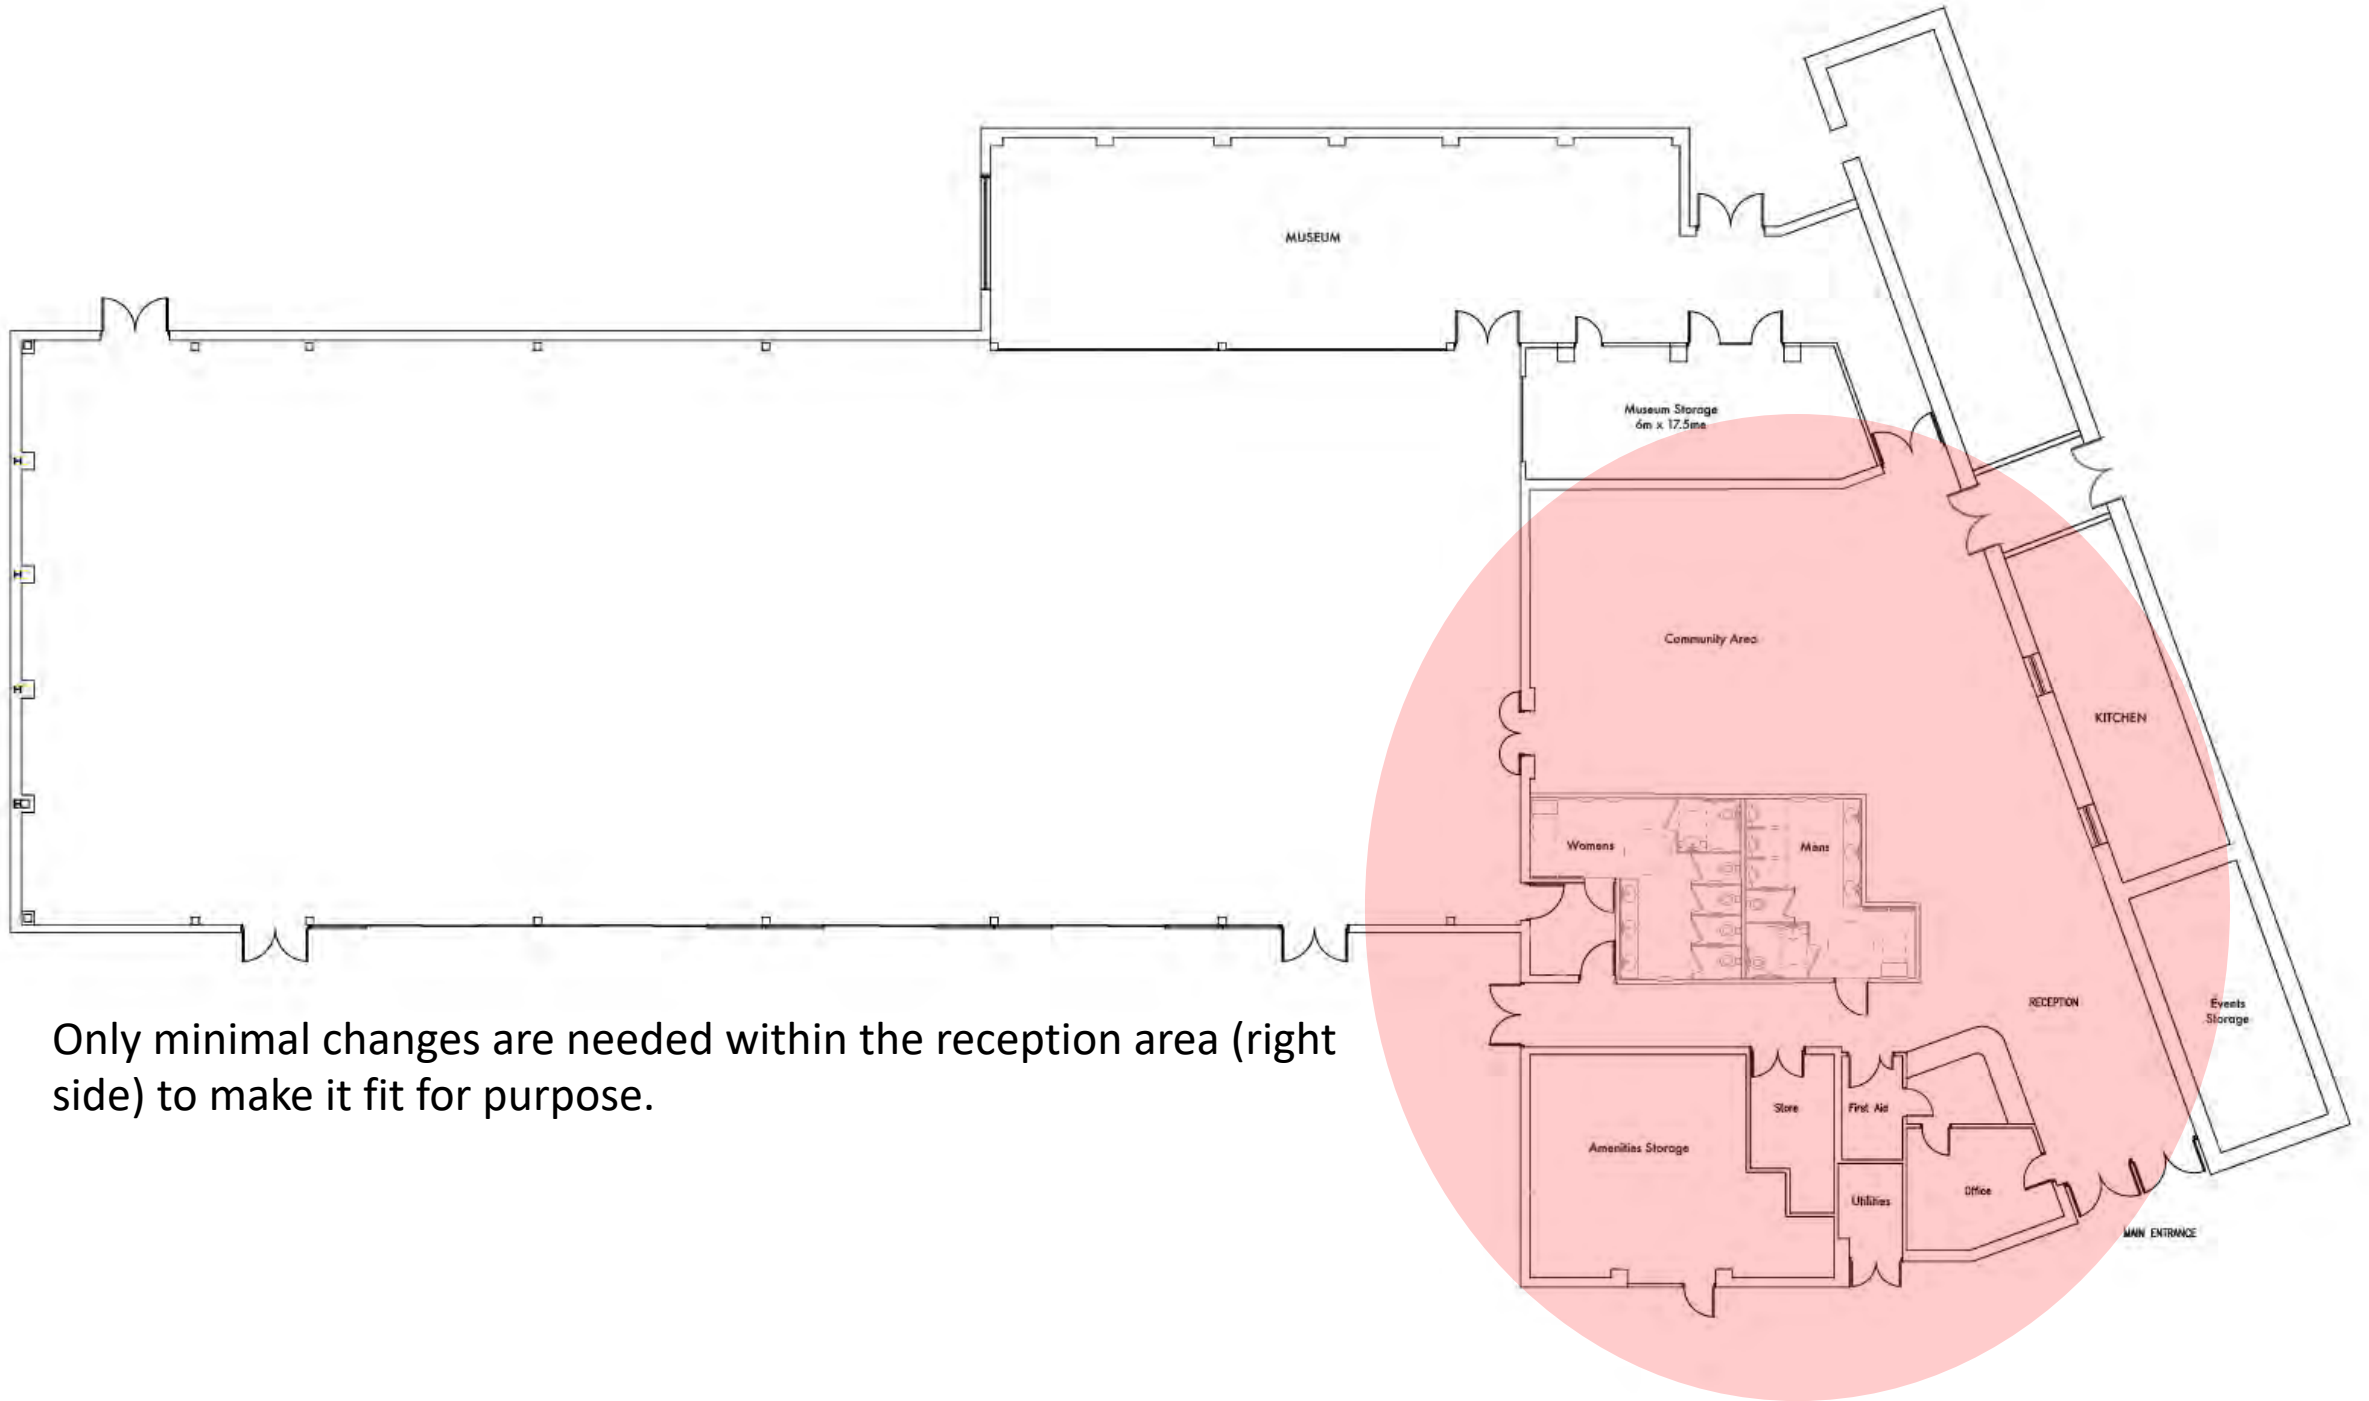 MUSEUM
Museum Storage
6m x 17.5me
Community Area
KITCHEN
Womens
Mens
RECEPTION
Events
Storage
Only minimal changes are needed within the reception area (right
side) to make it fit for purpose.
Store
First Aid
Amenities Storage
Office
Utilities
MAIN ENTRANCE